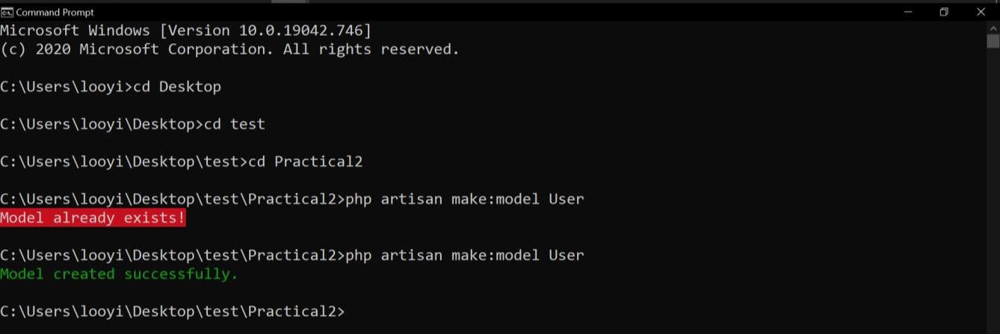 Command Prompt
Microsoft Windows [Version 10.0.19042.746]
(c) 2020 Microsoft Corporation. All rights reserved.
C:\Users\looyi>cd Desktop
C:\Users\looyi\Desktop>cd test
C:\Users\looyi\Desktop\test>cd Practical2
C:\Users\looyi\Desktop\test\Practical2>php artisan make:model User
Model already exists!
C:\Users\looyi\Desktop\test\Practical2>php artisan make:model User
Model created successfully.
C:\Users\looyi\Desktop\test\Practical2>